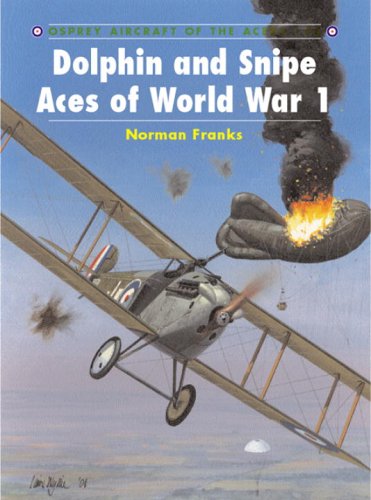 OSPREY AIRCRAFT OF THE ACES
Dolphin and Snipe
Aces of World War 1
Norman Franks